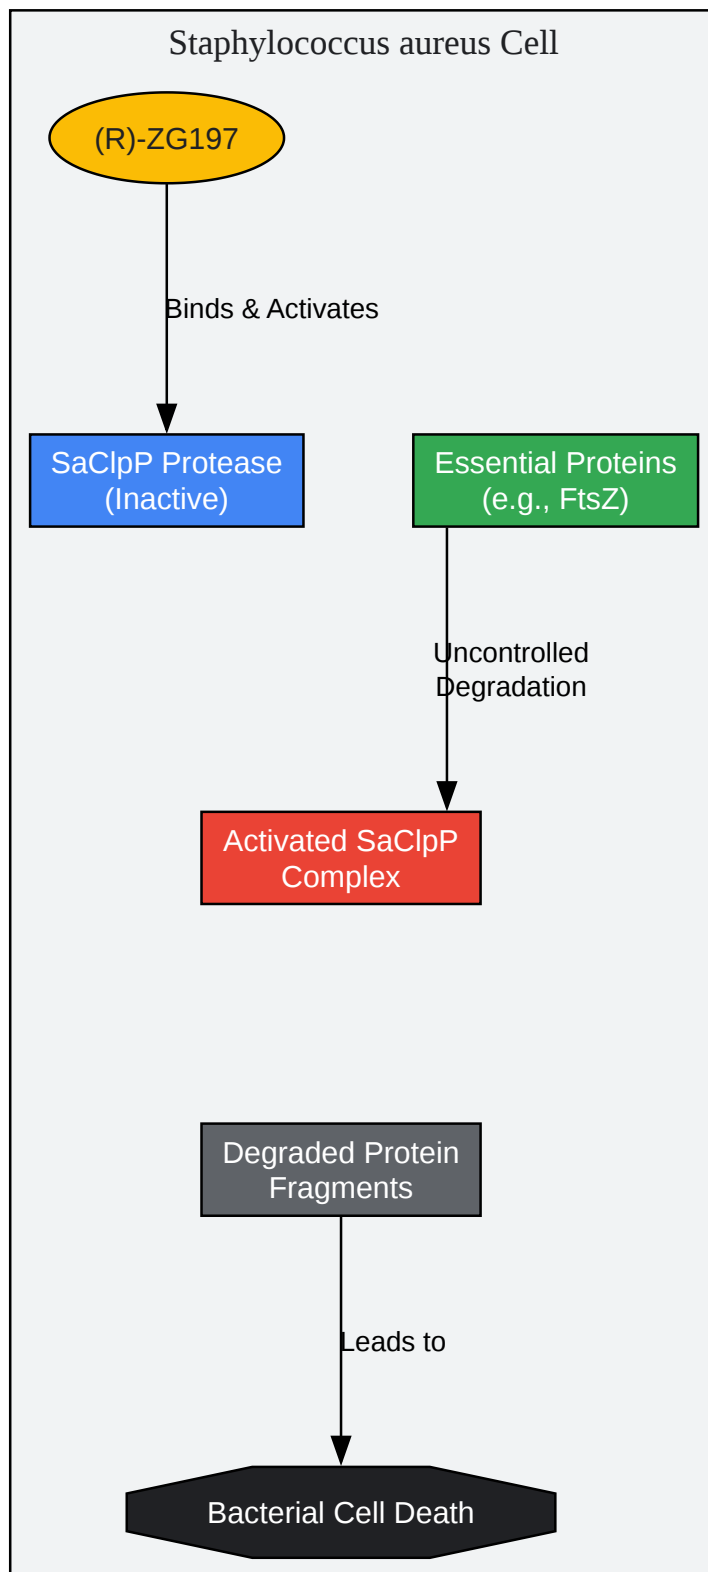 Staphylococcus aureus Cell
(R)-ZG197
Binds & Activates
SaClpP Protease
(Inactive)
Essential Proteins
(e.g., FtsZ)
Uncontrolled
Degradation
Activated SaClpP
Complex
Degraded Protein
Fragments
Leads to
Bacterial Cell Death